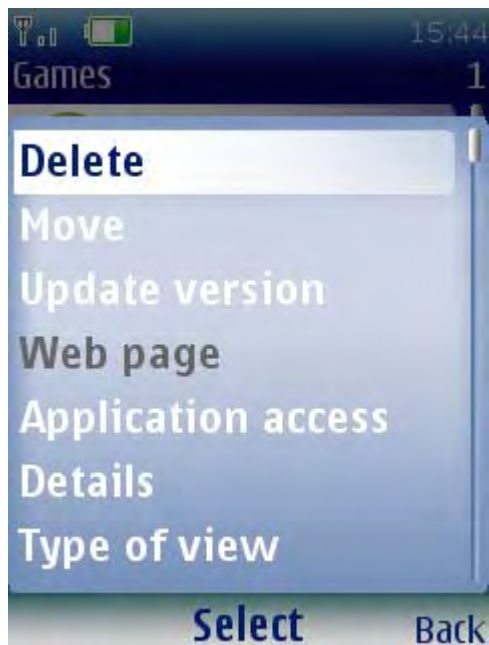 15:44
Games 1
Delete
Move
Update version
Web page
Application access
Details
Type of view
Select Back